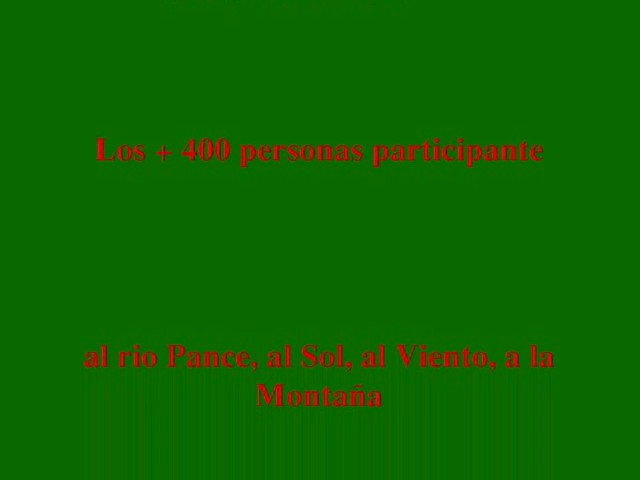 Los + 400 personas participante
al rio Pance, al Sol, al Viento, a la
Montaña